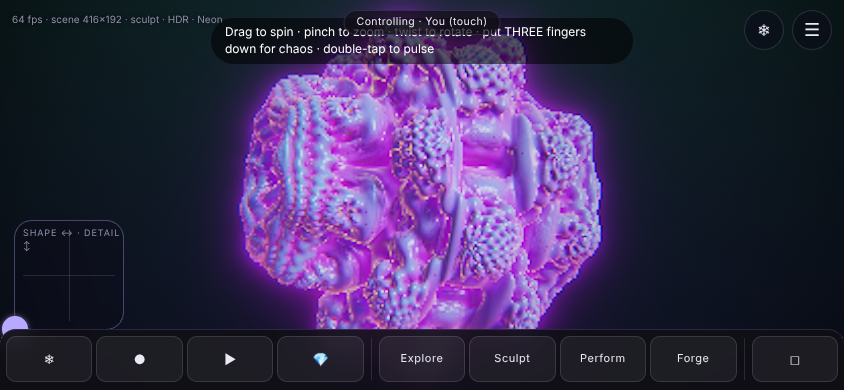 64 fps · scene 416×192 · sculpt · HDR · Neon
Controlling · You (touch)
Drag to spin · pinch to zoom · twist to rotate · put THREE fingers
down for chaos · double-tap to pulse
SHAPE ↔ · DETAIL
↕
Explore
Sculpt
Perform
Forge